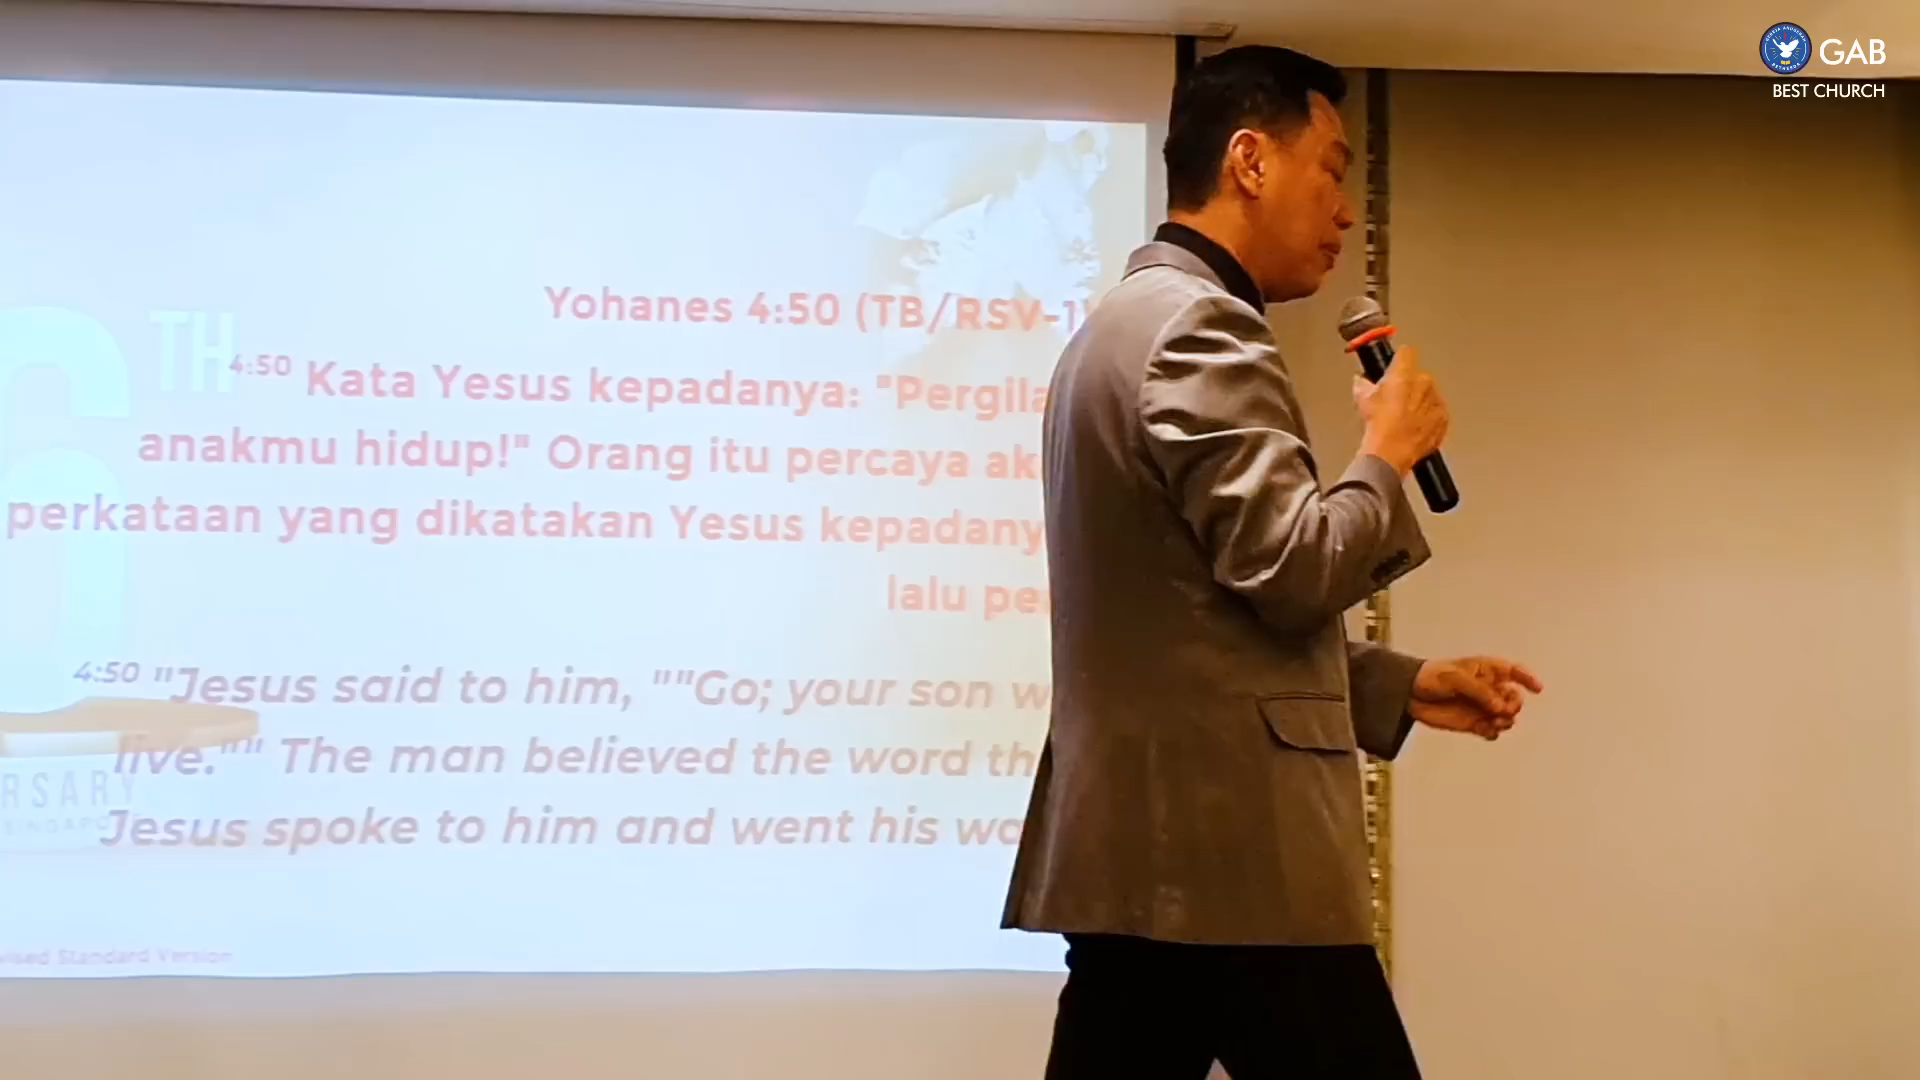 GAB
BEST CHURCH
Yohanes 4:50 (TB/RSV-1)
4:50 Kata Yesus kepadanya: "Pergila
anakmu hidup!" Orang itu percaya ak
perkataan yang dikatakan Yesus kepadany
lalu pe
4:50 "Jesus said to him, ""Go; your son w
live."" The man believed the word th
Jesus spoke to him and went his wa
TH
RSARY
SINGAPO
vised Standard Version